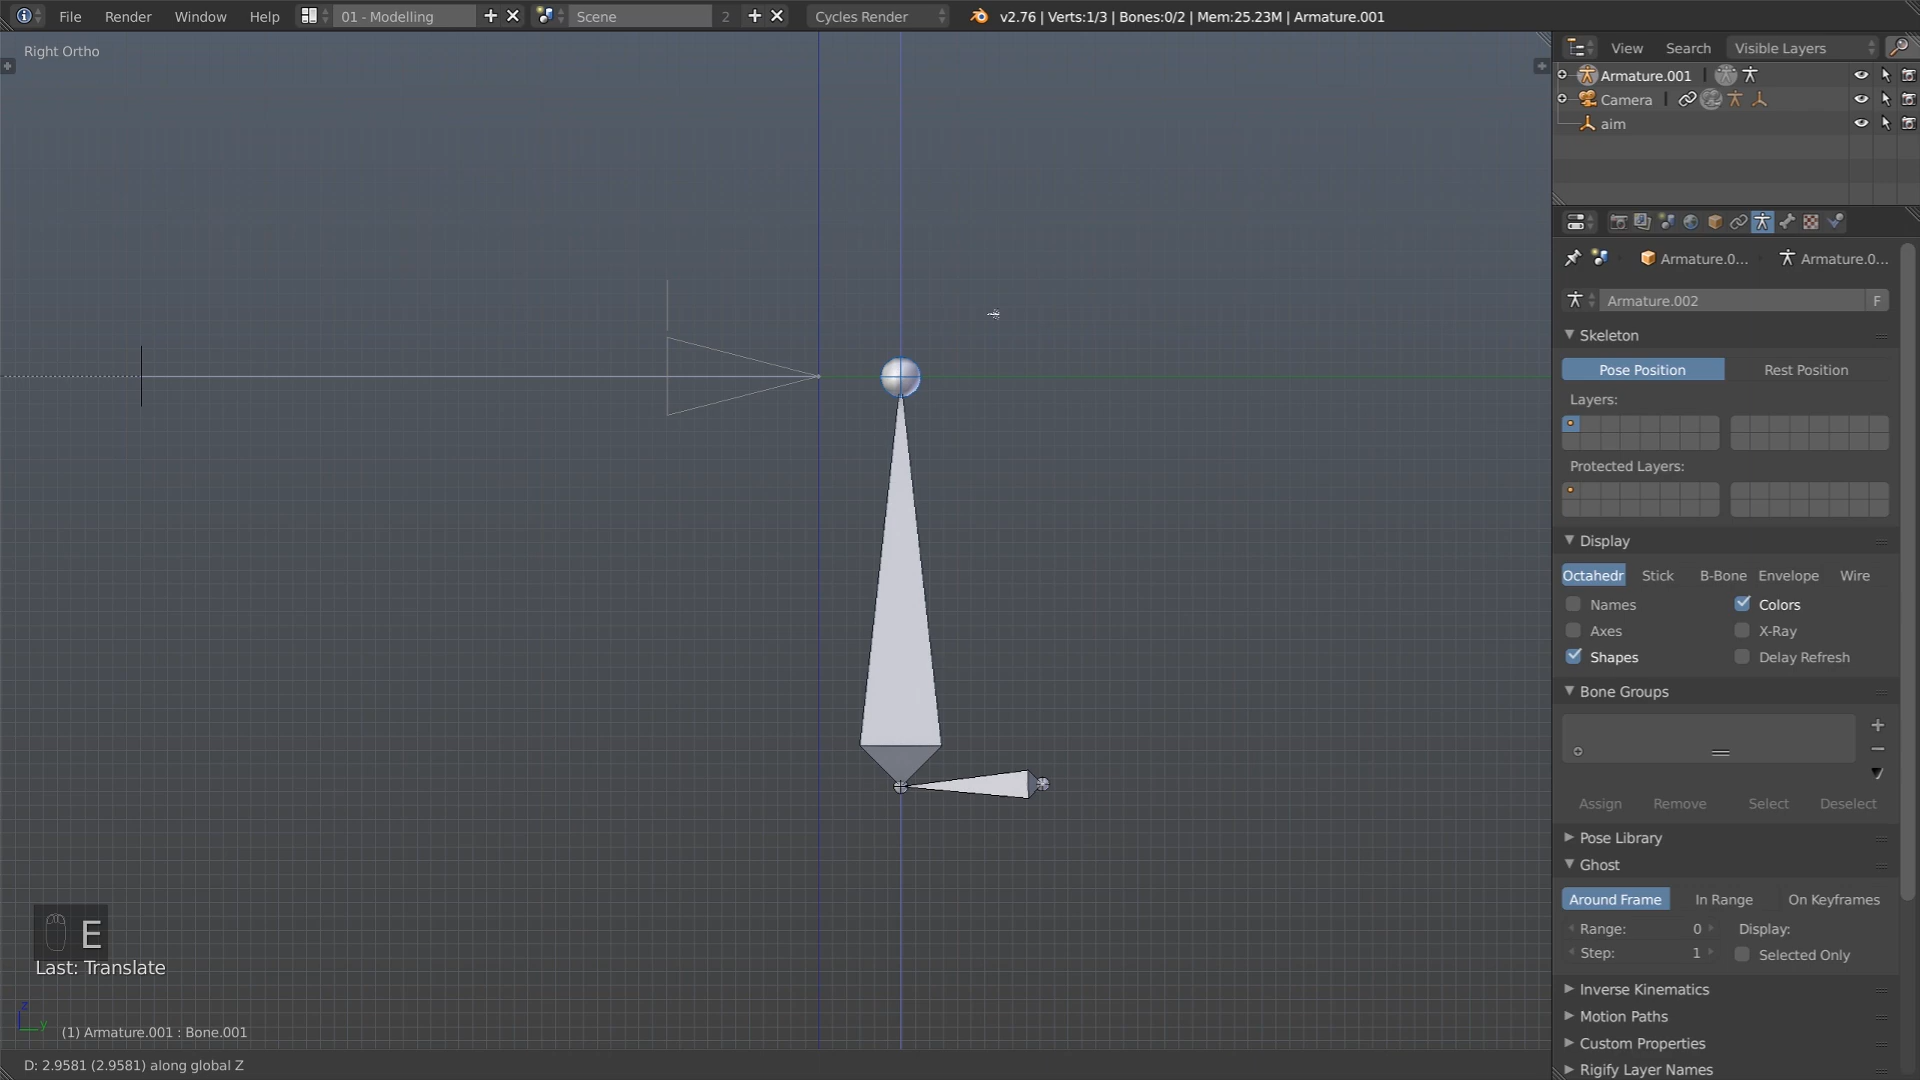 File Render Window Help 01 - Modelling Scene 2 Cycles Render v2.76 | Verts:1/3 | Bones:0/2 | Mem:25.23M | Armature.001
Right Ortho
View Search Visible Layers
Armature.001
Camera
aim
Armature.0... Armature.0...
Armature.002 F
Skeleton
Pose Position Rest Position
Layers:
Protected Layers:
Display
Octahedr Stick B-Bone Envelope Wire
Names Colors
Axes X-Ray
Shapes Delay Refresh
Bone Groups
Assign Remove Select Deselect
Pose Library
Ghost
Around Frame In Range On Keyframes
Range: 0 Display:
Step: 1 Selected Only
Inverse Kinematics
Motion Paths
Custom Properties
Rigify Layer Names
E
Last: Translate
z
y
(1) Armature.001 : Bone.001
D: 2.9581 (2.9581) along global Z